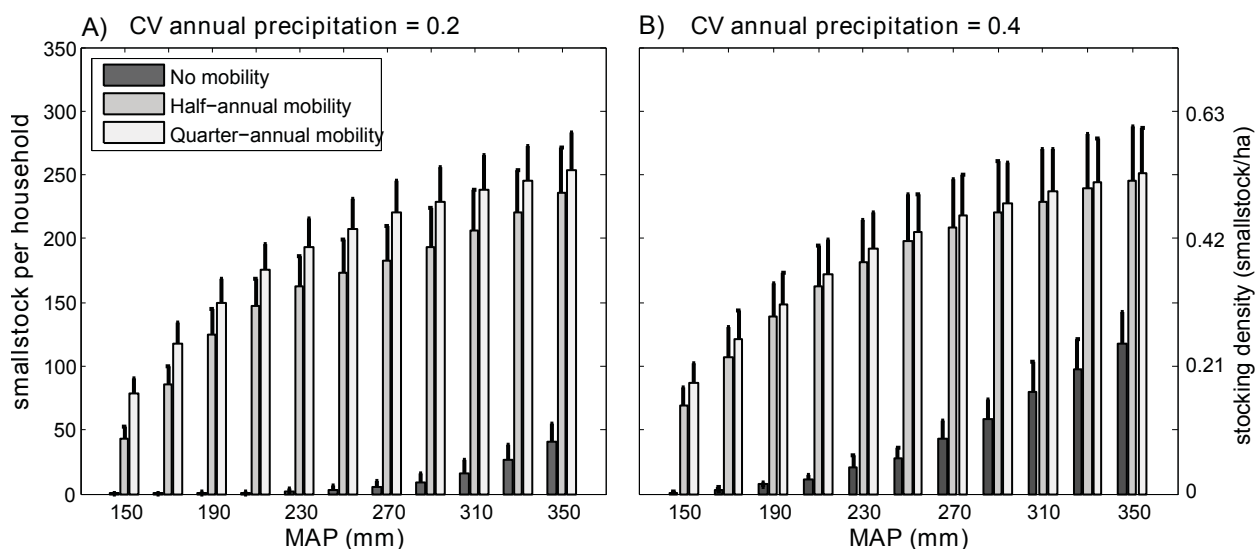 A) CV annual precipitation = 0.2
B) CV annual precipitation = 0.4
350
300
250
200
150
100
50
0
smallstock per household
No mobility
Half−annual mobility
Quarter−annual mobility
150 190 230 270 310 350
MAP (mm)
150 190 230 270 310 350
MAP (mm)
0.63
0.42
0.21
0
stocking density (smallstock/ha)